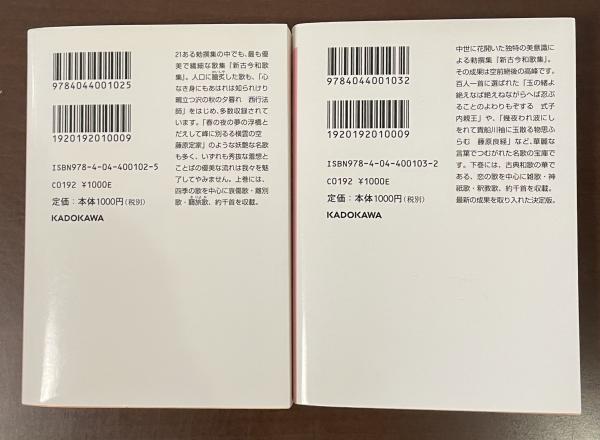 9784044001025
1920192010009
ISBN978-4-04-400102-5
C0192 ¥1000E
定価：本体1000円(税別)
KADOKAWA
21ある勅撰集の中でも、最も優
美で繊細な歌集『新古今和歌
集』。人口に膾炙した歌も、「心
なき身にもあはれは知られけり
鴫立つ沢の秋の夕暮れ　西行法
師」をはじめ、多数収録されて
います。「春の夜の夢の浮橋と
だえして峰に別るる横雲の空
藤原定家」のような妖艶な名歌
も多く、いずれも秀抜な着想と
ことばの優美な流れは我々を魅
了してやみません。上巻には、
四季の歌を中心に哀傷歌・離別
歌・羈旅歌、約千首を収載。
9784044001032
1920192010009
ISBN978-4-04-400103-2
C0192 ¥1000E
定価：本体1000円(税別)
KADOKAWA
中世に花開いた独特の美意識に
よる勅撰集『新古今和歌集』。
その成果は空前絶後の高峰です。
百人一首に選ばれた「玉の緒よ
絶えなば絶えねながらへば忍ぶ
ることのよわりもぞする　式子
内親王」や、「幾夜われ波にし
をれて貴船川袖に玉散る物思ふ
らむ　藤原良経」など、華麗な
言葉でつむがれた名歌の宝庫で
す。下巻には、古典和歌の華で
ある、恋の歌を中心に雑歌・神
祇歌・釈教歌、約千首を収載。
最新の成果を取り入れた決定版。